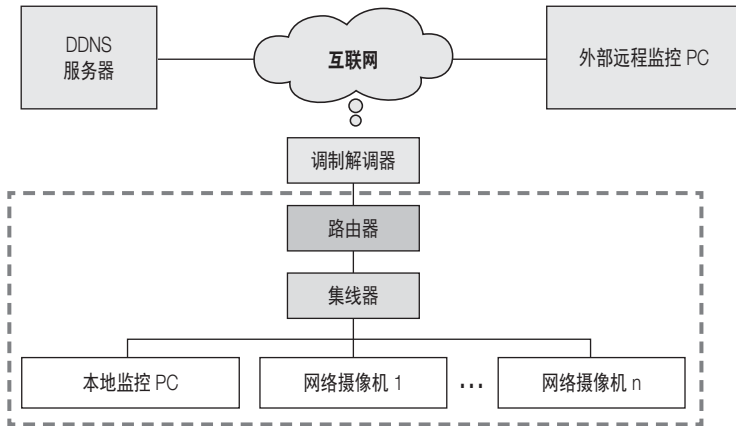 DDNS
服务器
互联网
外部远程监控 PC
调制解调器
路由器
集线器
本地监控 PC
网络摄像机 1
...
网络摄像机 n